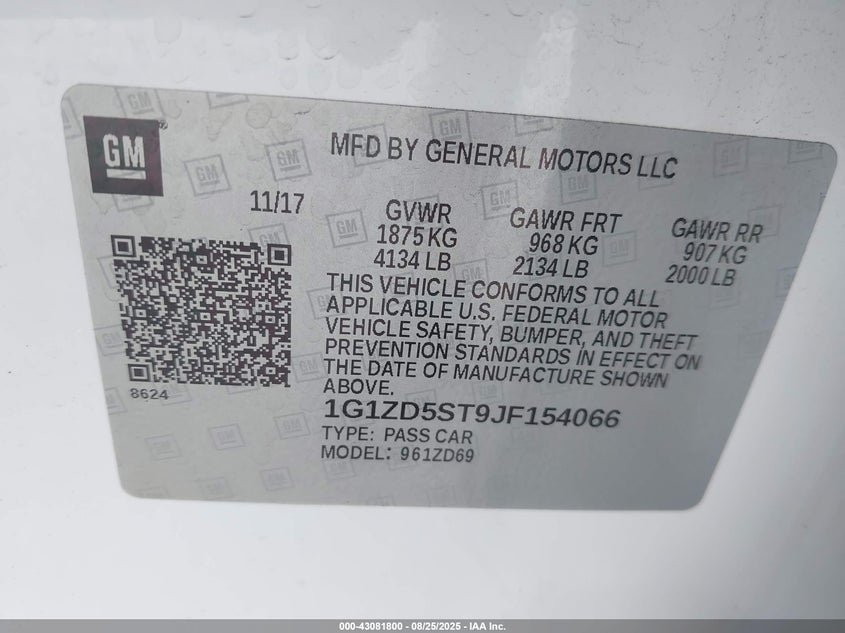 GM
MFD BY GENERAL MOTORS LLC
11/17
GVWR
1875 KG
4134 LB
GAWR FRT
968 KG
2134 LB
GAWR RR
907 KG
2000 LB
THIS VEHICLE CONFORMS TO ALL
APPLICABLE U.S. FEDERAL MOTOR
VEHICLE SAFETY, BUMPER, AND THEFT
PREVENTION STANDARDS IN EFFECT ON
THE DATE OF MANUFACTURE SHOWN
ABOVE.
8624
1G1ZD5ST9JF154066
TYPE: PASS CAR
MODEL: 961ZD69
000-43081800 - 08/25/2025 - IAA Inc.